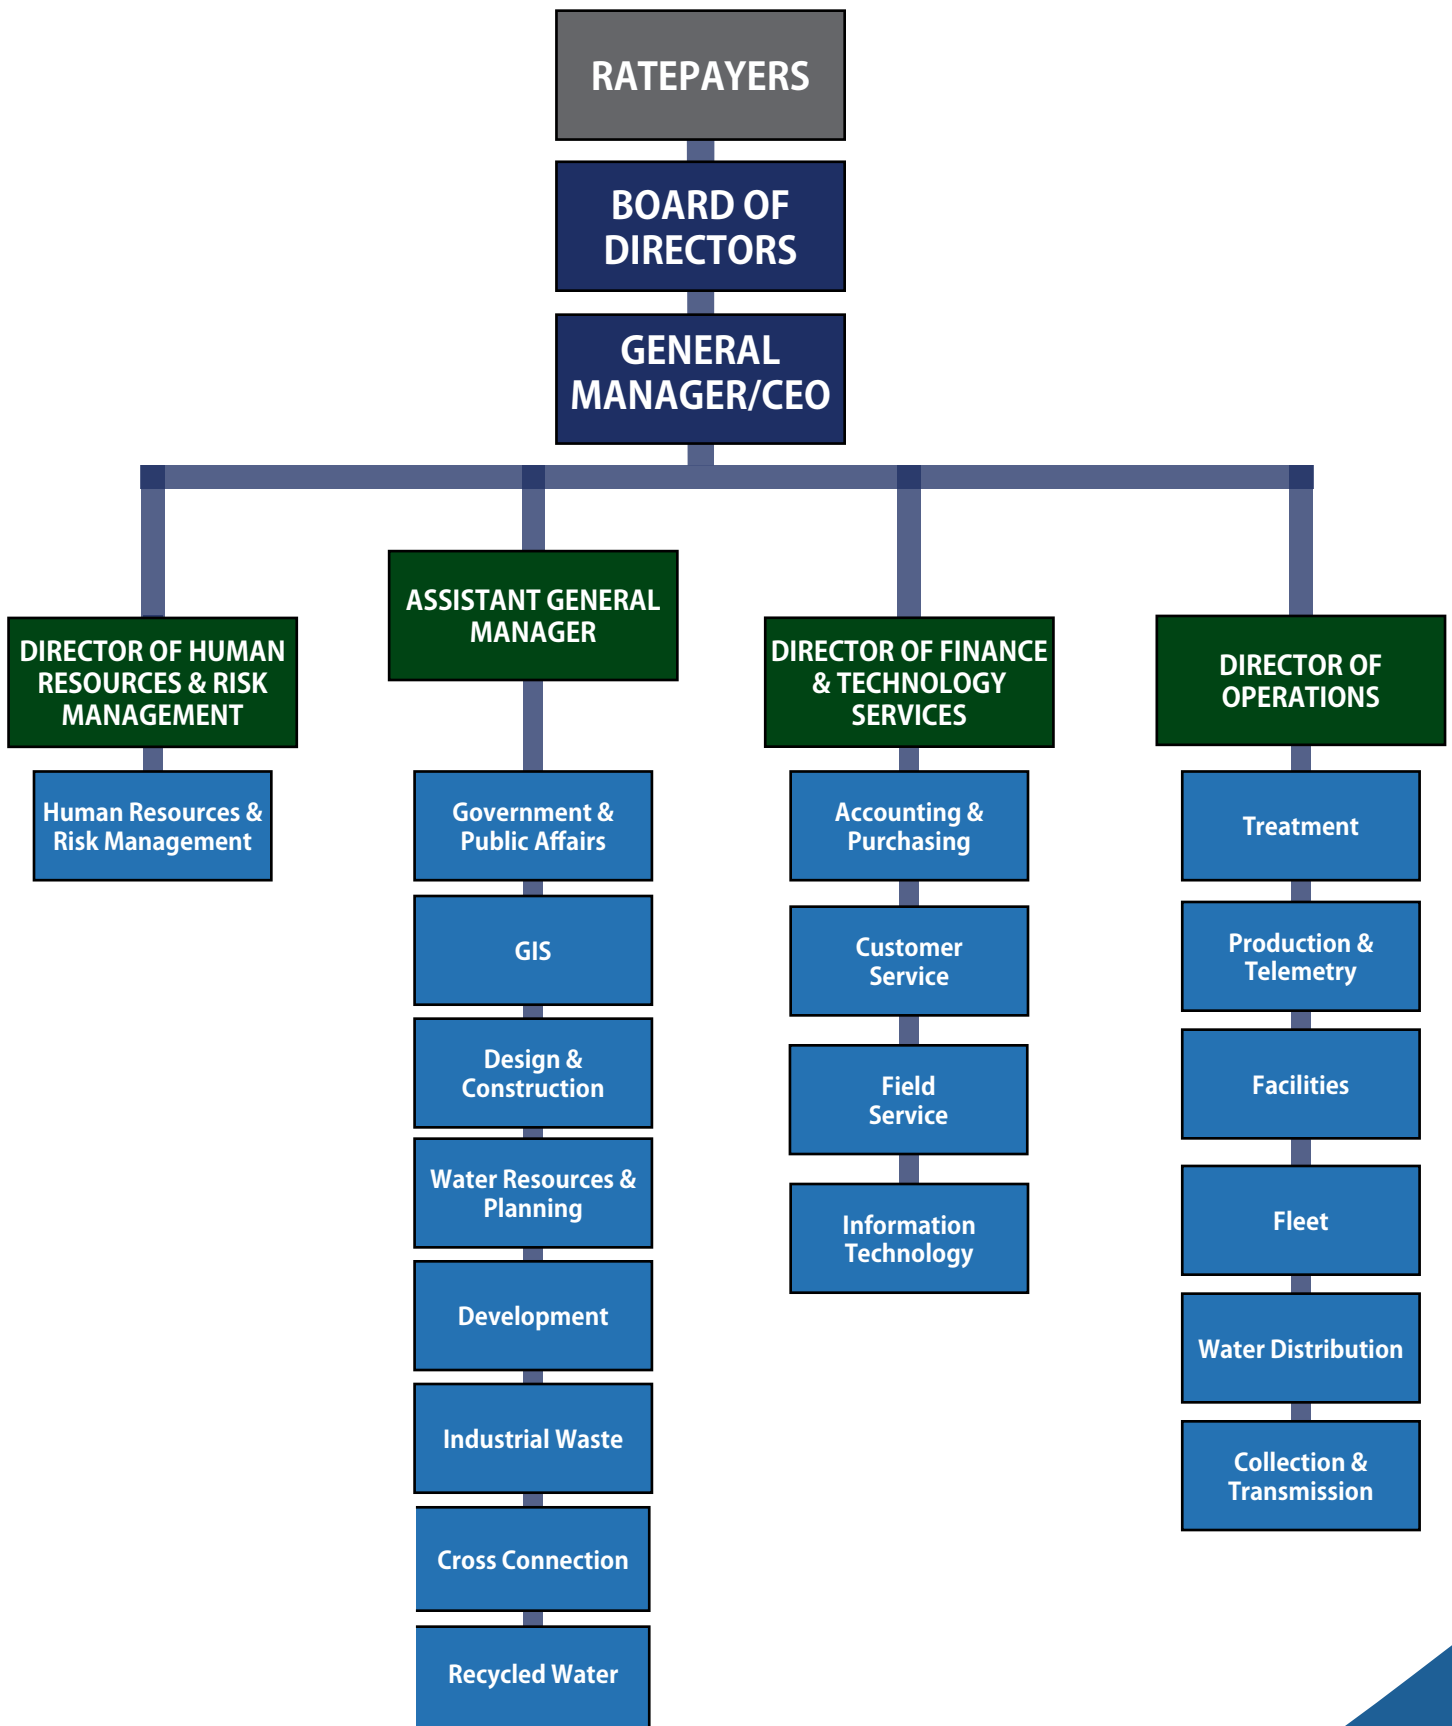 RATEPAYERS
BOARD OF
DIRECTORS
GENERAL
MANAGER/CEO
DIRECTOR OF HUMAN
RESOURCES & RISK
MANAGEMENT
Human Resources &
Risk Management
ASSISTANT GENERAL
MANAGER
Government &
Public Affairs
GIS
Design &
Construction
Water Resources &
Planning
Development
Industrial Waste
Cross Connection
Recycled Water
DIRECTOR OF FINANCE
& TECHNOLOGY
SERVICES
Accounting &
Purchasing
Customer
Service
Field
Service
Information
Technology
DIRECTOR OF
OPERATIONS
Treatment
Production &
Telemetry
Facilities
Fleet
Water Distribution
Collection &
Transmission